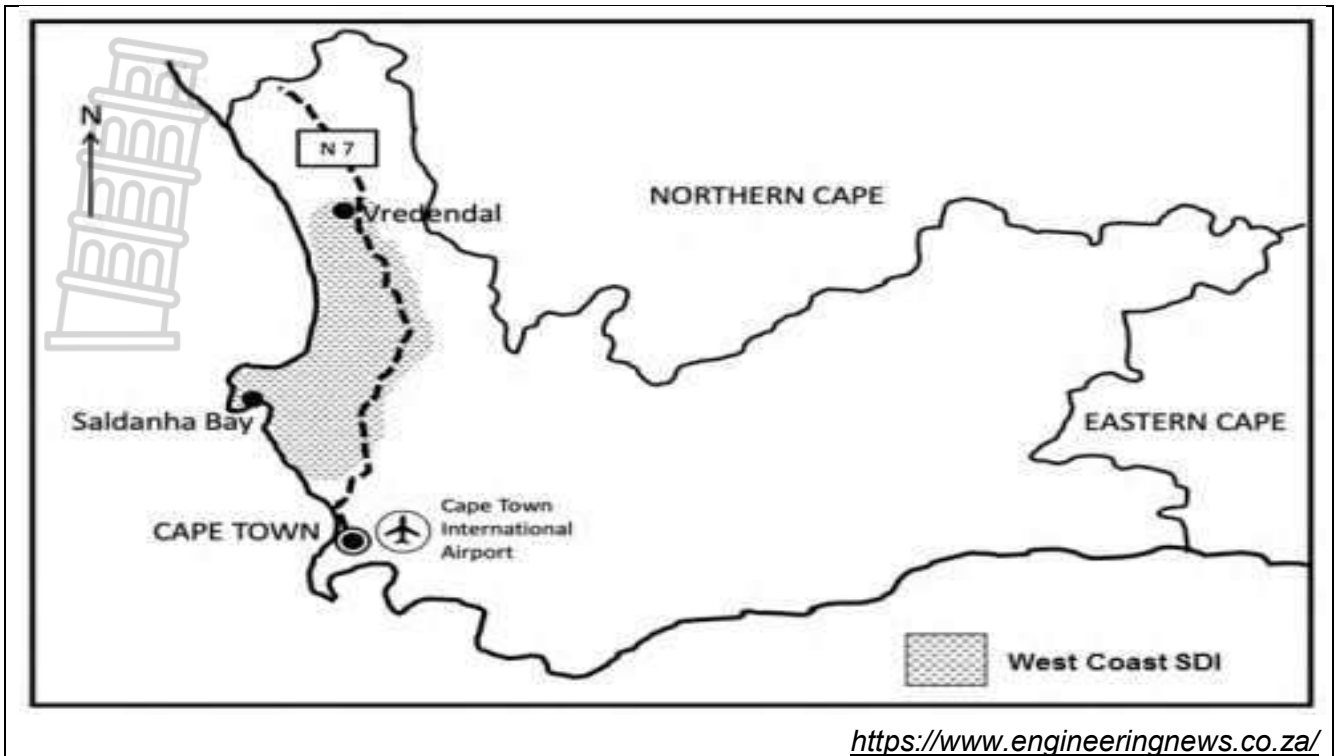 N
N 7
Vredendal
NORTHERN CAPE
Saldanha Bay
EASTERN CAPE
CAPE TOWN
Cape Town
International
Airport
West Coast SDI
https://www.engineeringnews.co.za/